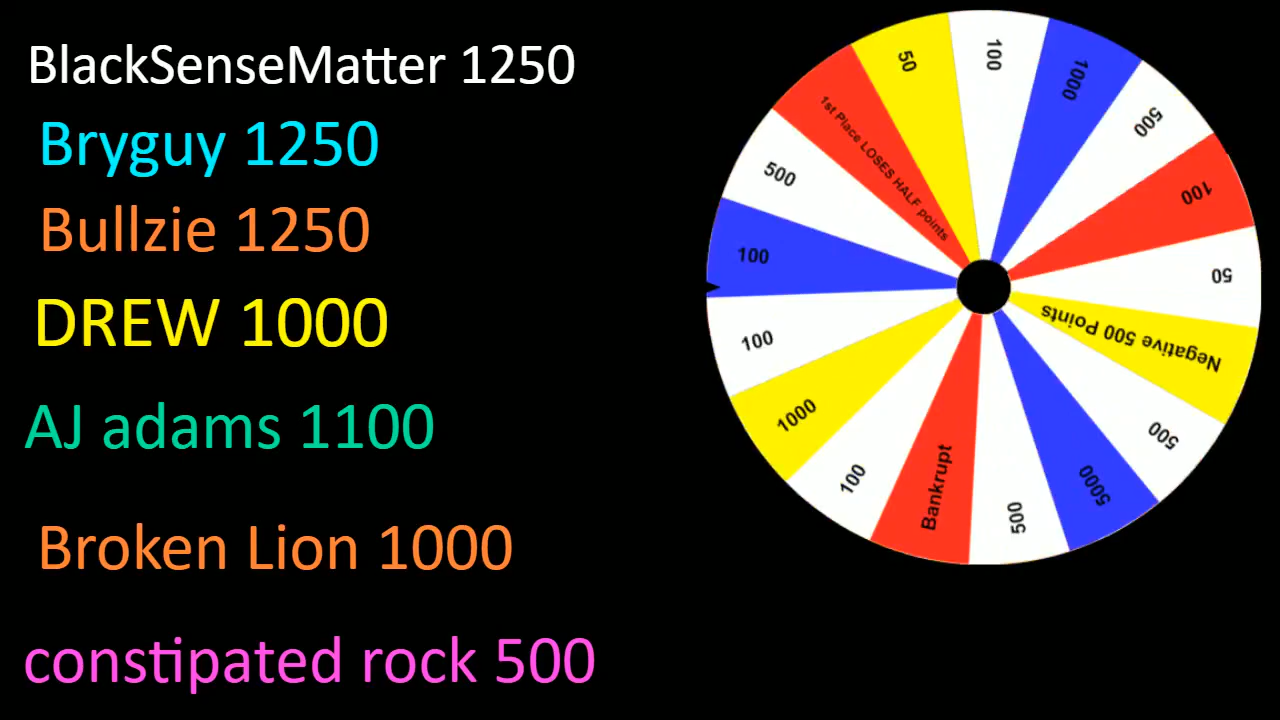 BlackSenseMatter 1250
Bryguy 1250
Bullzie 1250
DREW 1000
AJ adams 1100
Broken Lion 1000
constipated rock 500
100
1000
500
100
50
Negative 500 Points
500
5000
500
Bankrupt
100
1000
100
100
500
1st Place LOSES HALF points
50